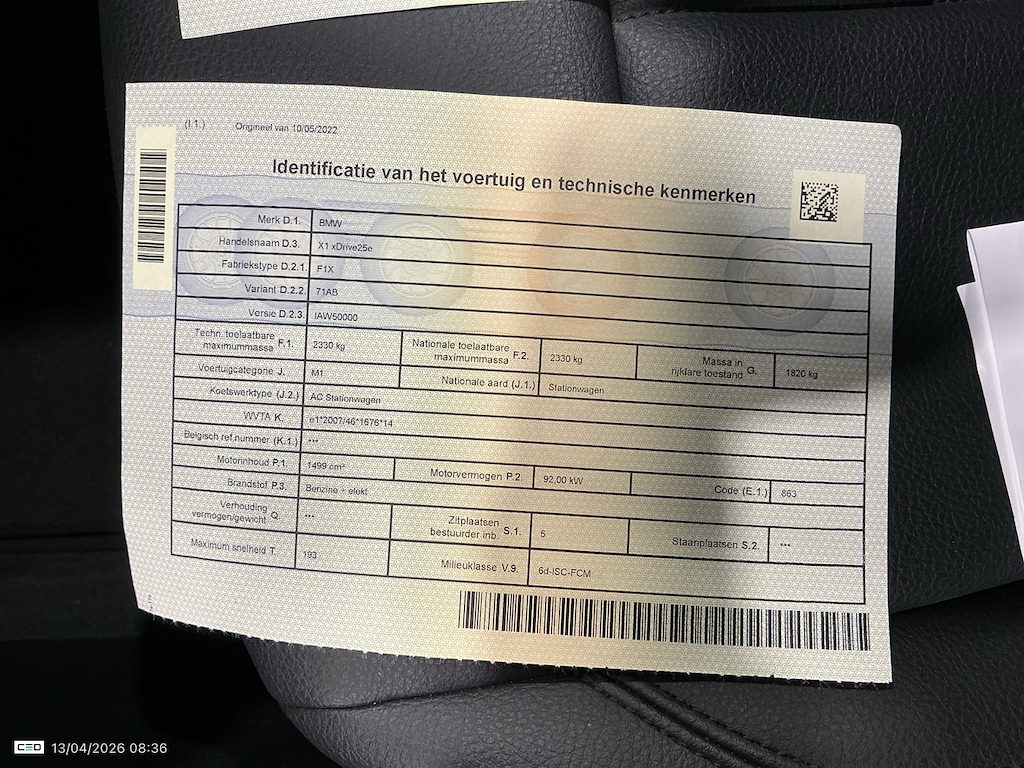 (I.1.) Origineel van 10/05/2022
Identificatie van het voertuig en technische kenmerken
Merk D.1. BMW
Handelsnaam D.3. X1 xDrive25e
Fabriekstype D.2.1. F1X
Variant D.2.2. 71AB
Versie D.2.3. IAW50000
Techn. toelaatbare maximummassa F.1. 2330 kg Nationale toelaatbare maximummassa F.2. 2330 kg Massa in rijklare toestand G. 1820 kg
Voertuigcategorie J. M1 Nationale aard (J.1.) Stationwagen
Koetswerktype (J.2.) AC Stationwagen
WVTA K. e1*2007/46*1676*14
Belgisch ref.nummer (K.1.) ***
Motorinhoud P.1. 1499 cm³ Motorvermogen P.2. 92,00 kW Code (E.1.) 863
Brandstof P.3. Benzine + elekt
Verhouding vermogen/gewicht Q. *** Zitplaatsen bestuurder inb. S.1. 5 Staanplaatsen S.2. ***
Maximum snelheid T. 193 Milieuklasse V.9. 6d-ISC-FCM
CEO 13/04/2026 08:36